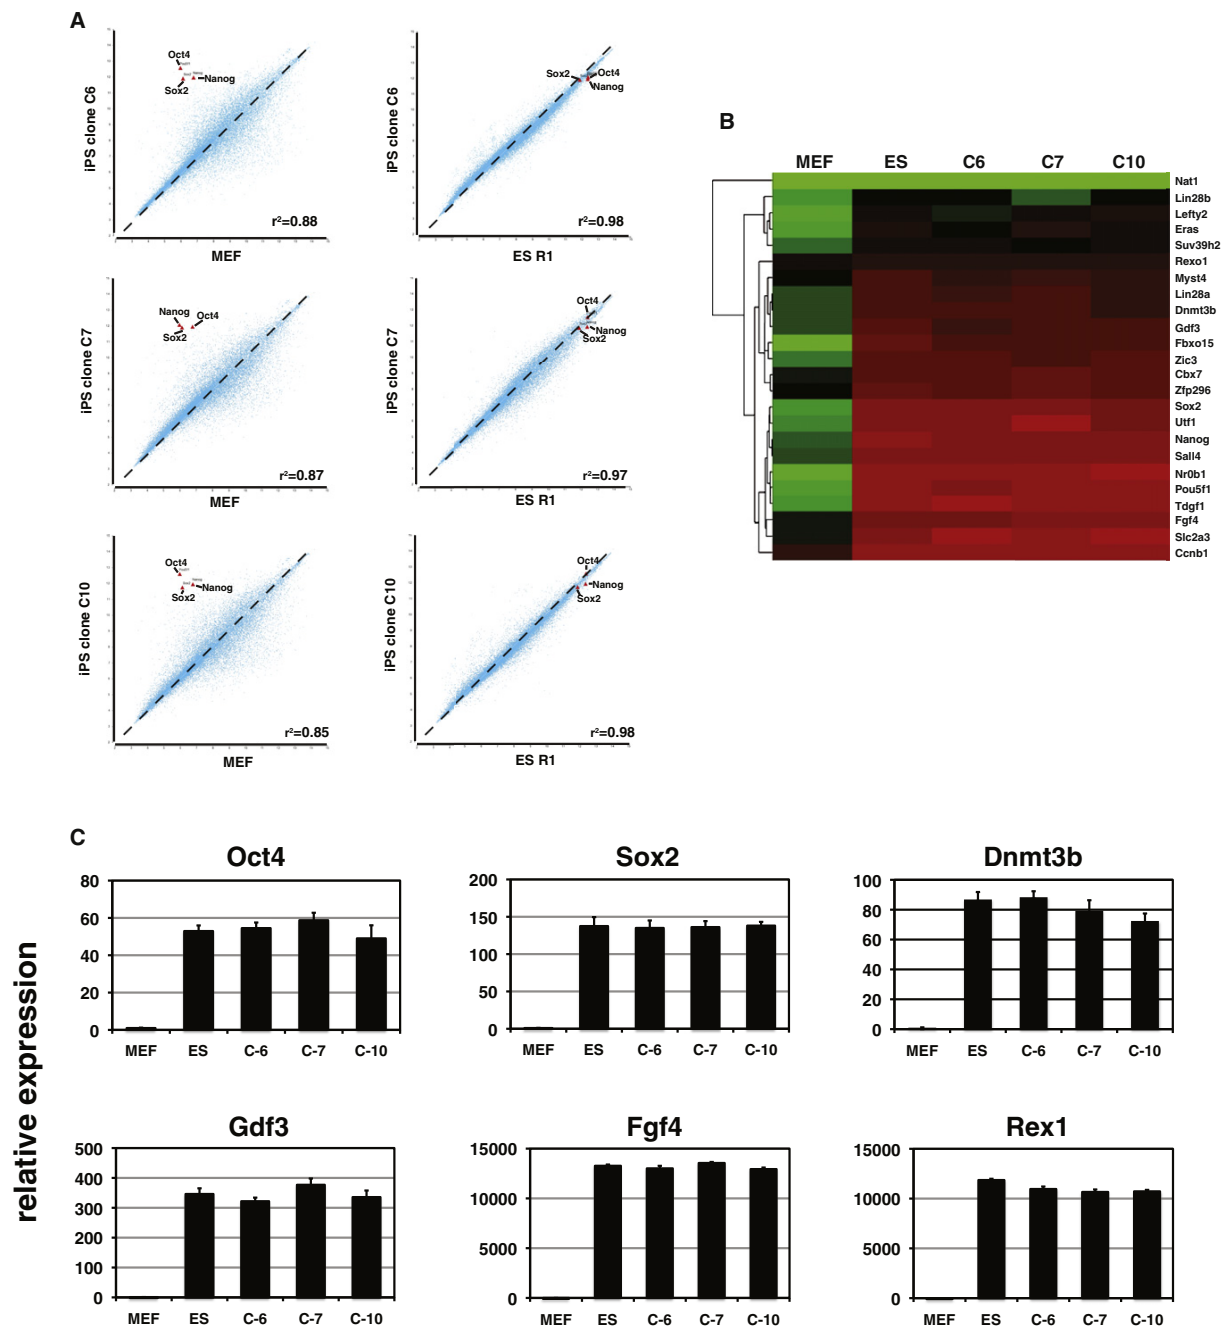 A
iPS clone C6
Oct4
Sox2
Nanog
r²=0.88
MEF
iPS clone C6
Sox2
Oct4
Nanog
r²=0.98
ES R1
iPS clone C7
Nanog
Oct4
Sox2
r²=0.87
MEF
iPS clone C7
Oct4
Nanog
Sox2
r²=0.97
ES R1
iPS clone C10
Oct4
Nanog
Sox2
r²=0.85
MEF
iPS clone C10
Oct4
Nanog
Sox2
r²=0.98
ES R1
B
MEF ES C6 C7 C10
Nat1
Lin28b
Lefty2
Eras
Suv39h2
Rexo1
Myst4
Lin28a
Dnmt3b
Gdf3
Fbxo15
Zic3
Cbx7
Zfp296
Sox2
Utf1
Nanog
Sall4
Nr0b1
Pou5f1
Tdgf1
Fgf4
Slc2a3
Ccnb1
C
relative expression
Oct4
80
60
40
20
0
MEF ES C-6 C-7 C-10
Sox2
200
150
100
50
0
MEF ES C-6 C-7 C-10
Dnmt3b
100
80
60
40
20
0
MEF ES C-6 C-7 C-10
Gdf3
500
400
300
200
100
0
MEF ES C-6 C-7 C-10
Fgf4
15000
10000
5000
0
MEF ES C-6 C-7 C-10
Rex1
15000
10000
5000
0
MEF ES C-6 C-7 C-10